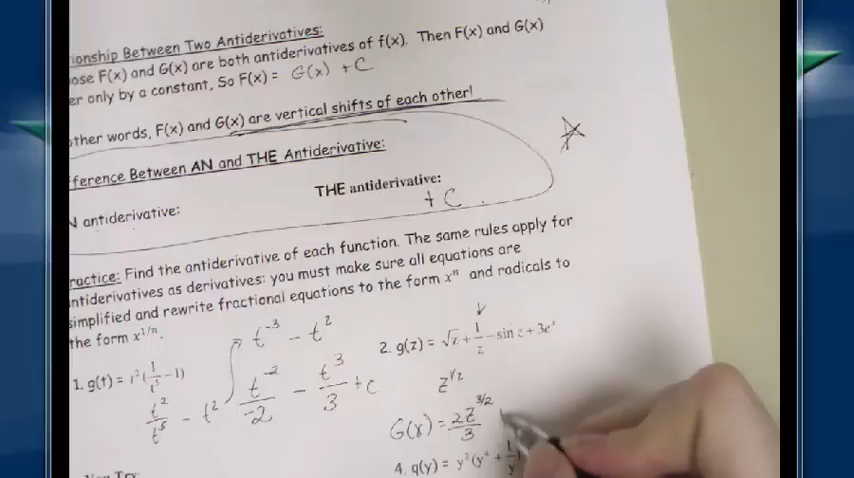 ionship Between Two Antiderivatives:
ose F(x) and G(x) are both antiderivatives of f(x). Then F(x) and G(x)
er only by a constant, So F(x) = G(x) + C
other words, F(x) and G(x) are vertical shifts of each other!
fference Between AN and THE Antiderivative:
N antiderivative: THE antiderivative:
+ C
ractice: Find the antiderivative of each function. The same rules apply for
ntiderivatives as derivatives: you must make sure all equations are
simplified and rewrite fractional equations to the form xⁿ and radicals to
the form x^{1/n}.
t^{-3} - t^2
1. g(t) = t^2(1/t^5 - 1)
t^2/t^5 - t^2
t^{-2}/-2 - t^3/3 + C
2. g(z) = √z + 1/z - sin z + 3e^z
z^{1/2}
G(x) = 2z^{3/2}/3
4. q(y) = y^3(y^4 + 1/y